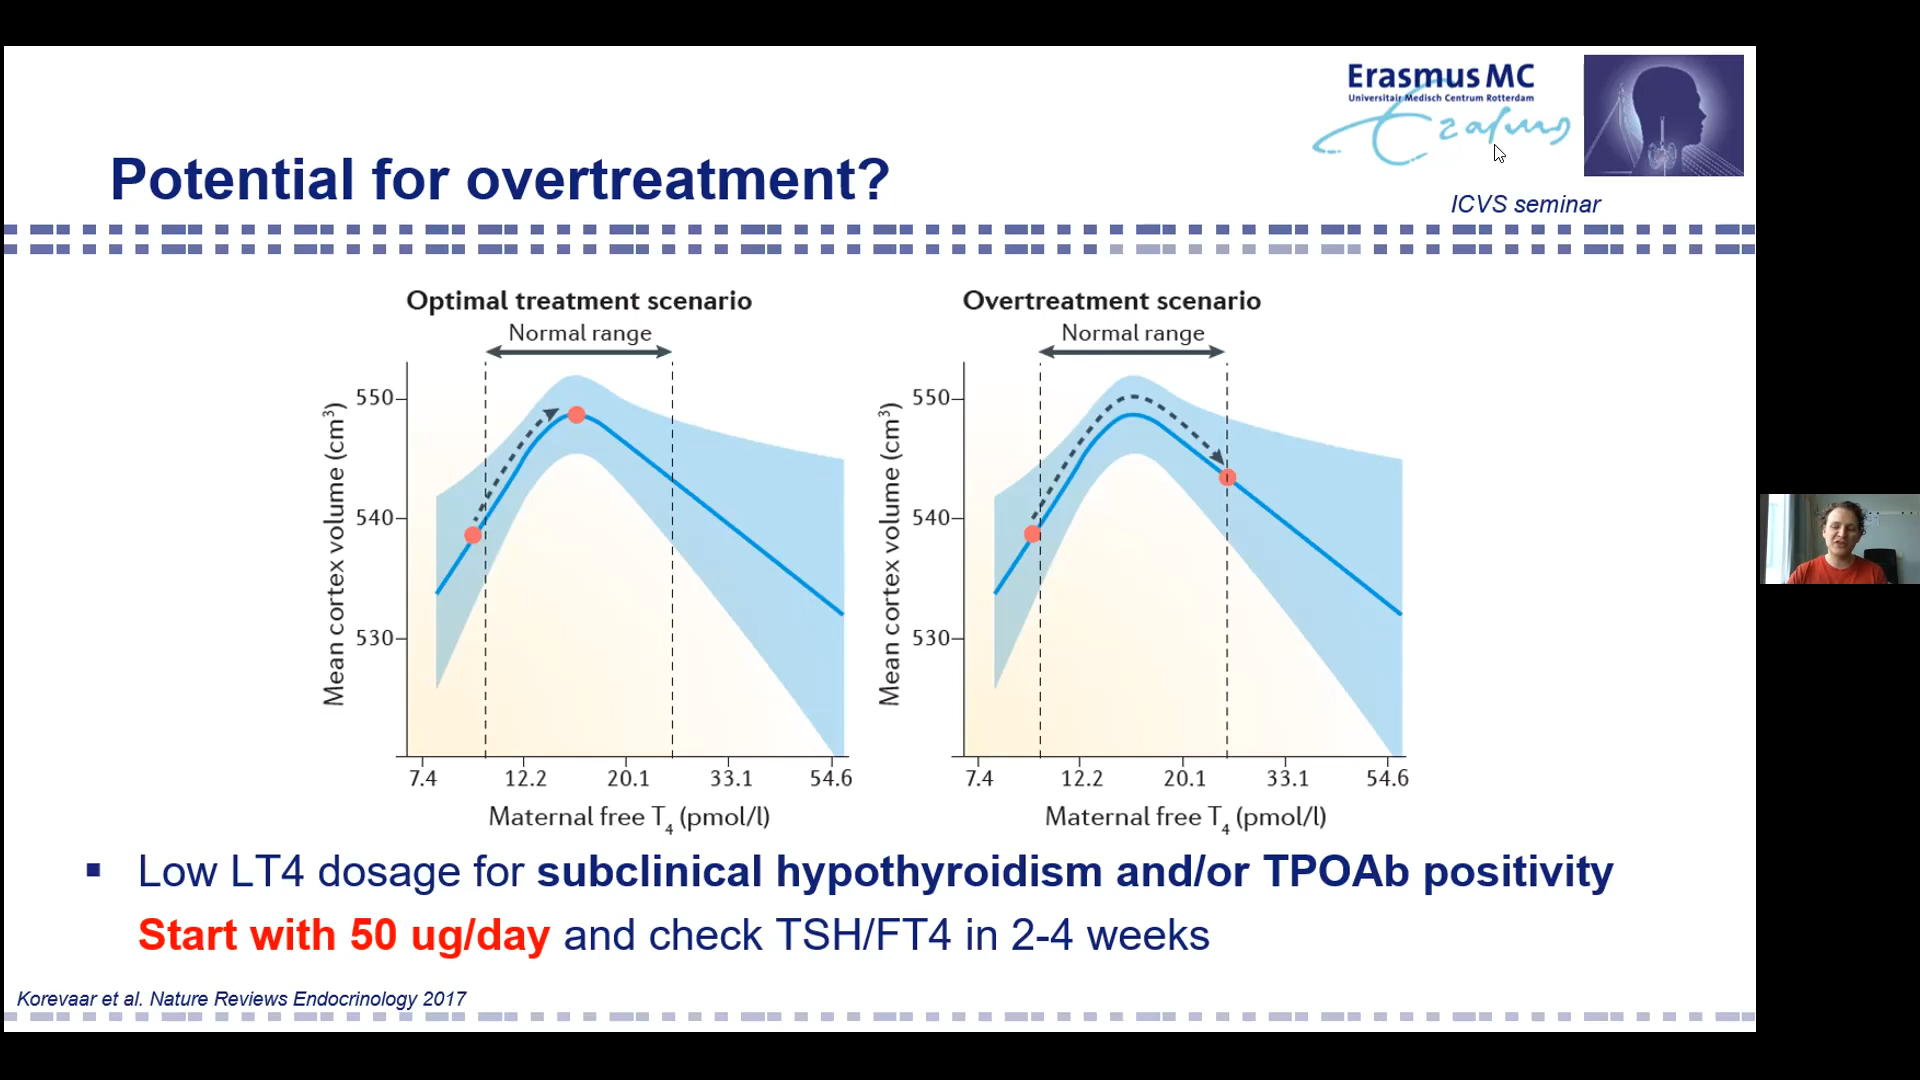 Erasmus MC
Universitair Medisch Centrum Rotterdam
Erasmus
ICVS seminar
Potential for overtreatment?
Optimal treatment scenario
Normal range
Mean cortex volume (cm³)
550
540
530
7.4 12.2 20.1 33.1 54.6
Maternal free T₄ (pmol/l)
Overtreatment scenario
Normal range
Mean cortex volume (cm³)
550
540
530
7.4 12.2 20.1 33.1 54.6
Maternal free T₄ (pmol/l)
▪ Low LT4 dosage for subclinical hypothyroidism and/or TPOAb positivity
Start with 50 ug/day and check TSH/FT4 in 2-4 weeks
Korevaar et al. Nature Reviews Endocrinology 2017